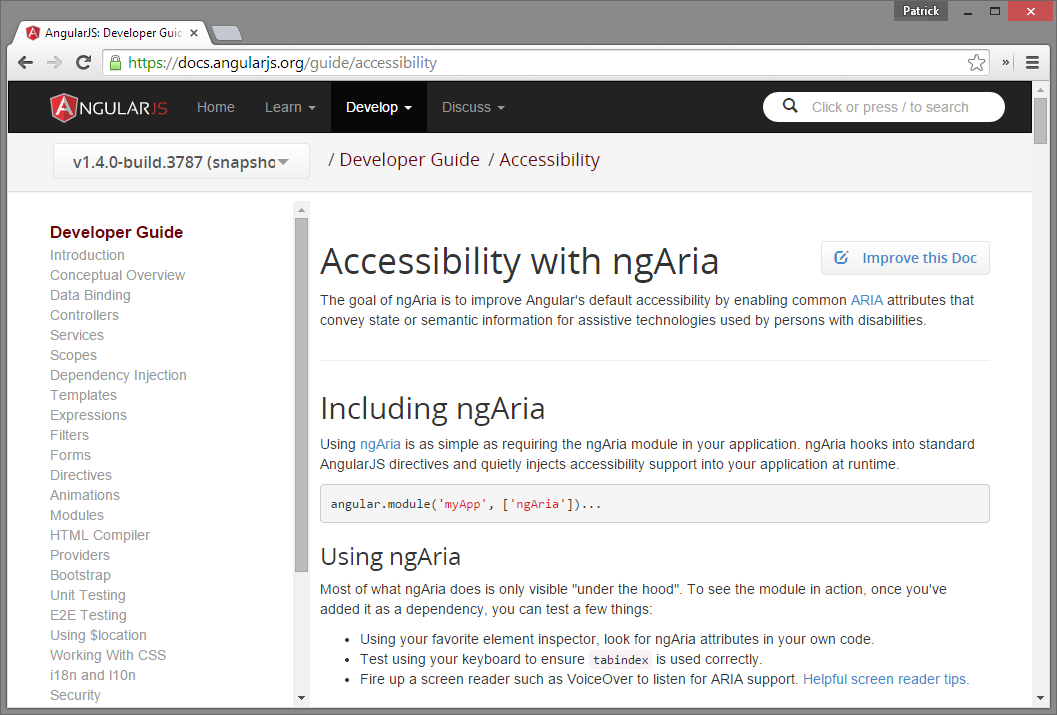 Patrick
AngularJS: Developer Guid
https://docs.angularjs.org/guide/accessibility
»
ANGULARJS Home Learn Develop Discuss Click or press / to search
v1.4.0-build.3787 (snapsho
/ Developer Guide / Accessibility
Developer Guide
Introduction
Conceptual Overview
Data Binding
Controllers
Services
Scopes
Dependency Injection
Templates
Expressions
Filters
Forms
Directives
Animations
Modules
HTML Compiler
Providers
Bootstrap
Unit Testing
E2E Testing
Using $location
Working With CSS
i18n and l10n
Security
Accessibility with ngAria
Improve this Doc
The goal of ngAria is to improve Angular's default accessibility by enabling common ARIA attributes that
convey state or semantic information for assistive technologies used by persons with disabilities.
Including ngAria
Using ngAria is as simple as requiring the ngAria module in your application. ngAria hooks into standard
AngularJS directives and quietly injects accessibility support into your application at runtime.
angular.module('myApp', ['ngAria'])...
Using ngAria
Most of what ngAria does is only visible "under the hood". To see the module in action, once you've
added it as a dependency, you can test a few things:
• Using your favorite element inspector, look for ngAria attributes in your own code.
• Test using your keyboard to ensure tabindex is used correctly.
• Fire up a screen reader such as VoiceOver to listen for ARIA support. Helpful screen reader tips.